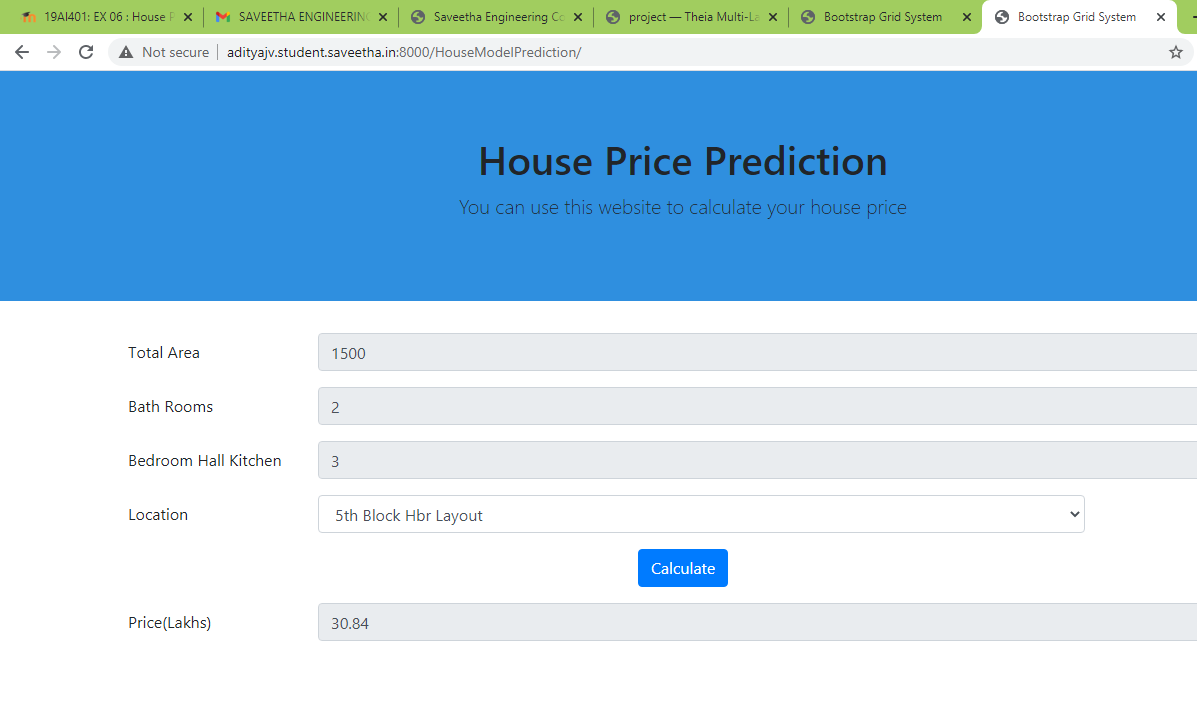 19AI401: EX 06 : House P
SAVEETHA ENGINEERING
Saveetha Engineering Co
project — Theia Multi-La
Bootstrap Grid System
Bootstrap Grid System
Not secure
adityajv.student.saveetha.in:8000/HouseModelPrediction/
House Price Prediction
You can use this website to calculate your house price
Total Area
1500
Bath Rooms
2
Bedroom Hall Kitchen
3
Location
5th Block Hbr Layout
Calculate
Price(Lakhs)
30.84